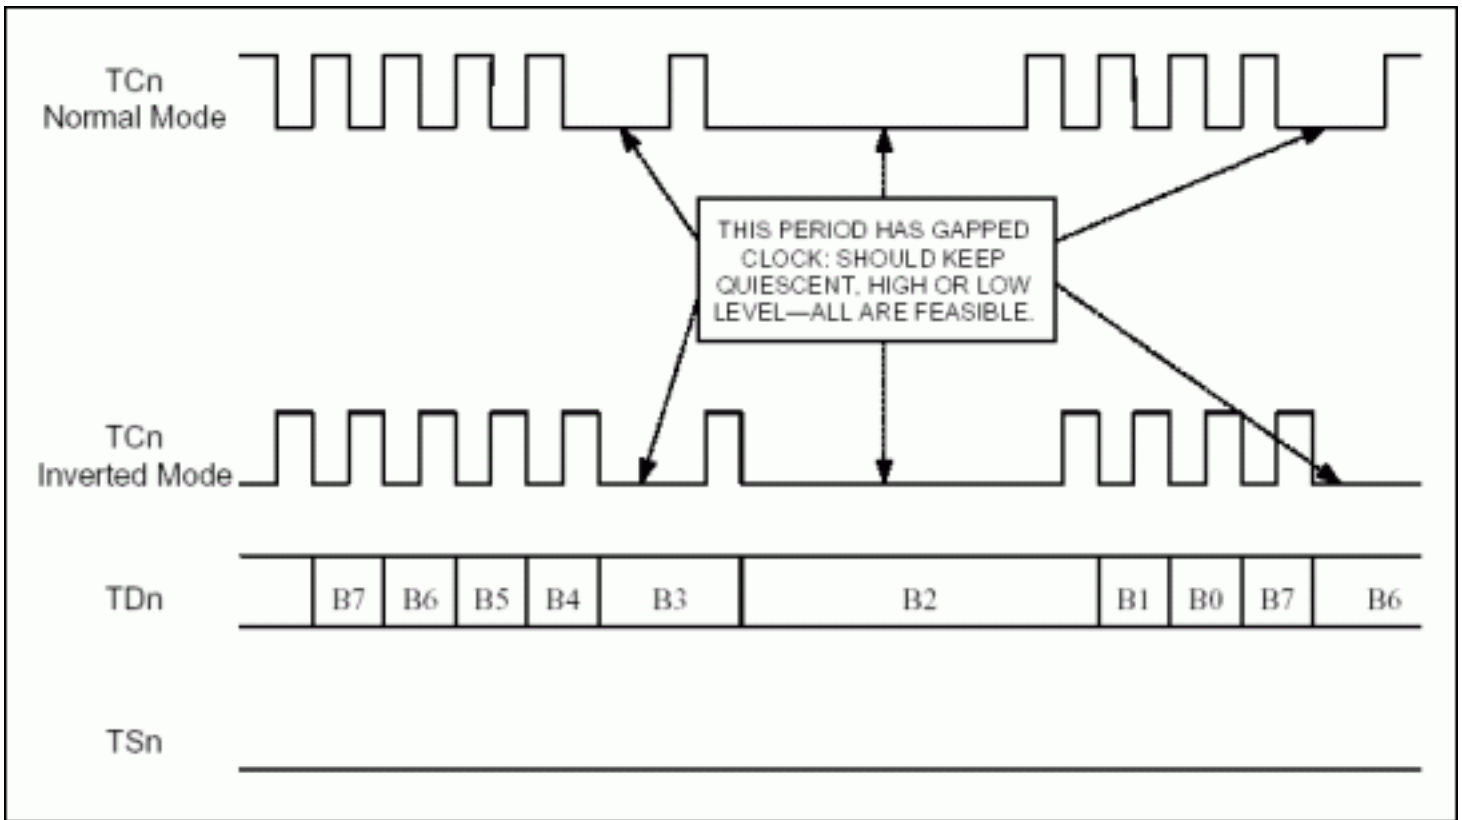 TCn
Normal Mode
THIS PERIOD HAS GAPPED
CLOCK: SHOULD KEEP
QUIESCENT, HIGH OR LOW
LEVEL—ALL ARE FEASIBLE.
TCn
Inverted Mode
TDn B7 B6 B5 B4 B3 B2 B1 B0 B7 B6
TSn